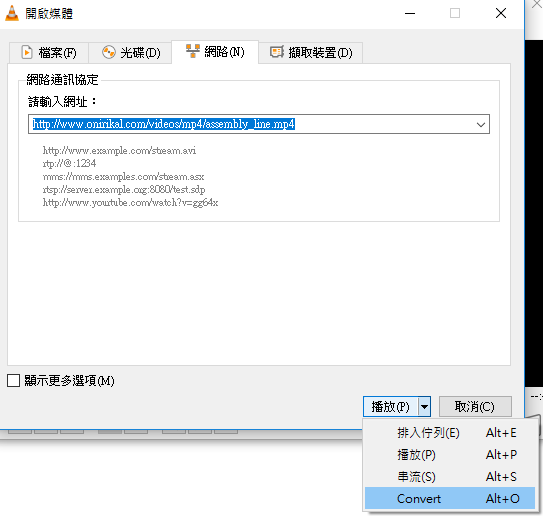 開啟媒體
檔案(F)
光碟(D)
網路(N)
擷取裝置(D)
網路通訊協定
請輸入網址：
http://www.onirikal.com/videos/mp4/assembly_line.mp4
http://www.example.com/stream.avi
rtp://@:1234
mms://mms.examples.com/stream.asx
rtsp://server.example.org:8080/test.sdp
http://www.yourtube.com/watch?v=gg64x
顯示更多選項(M)
播放(P)
取消(C)
--:
排入佇列(E) Alt+E
播放(P) Alt+P
串流(S) Alt+S
Convert Alt+O